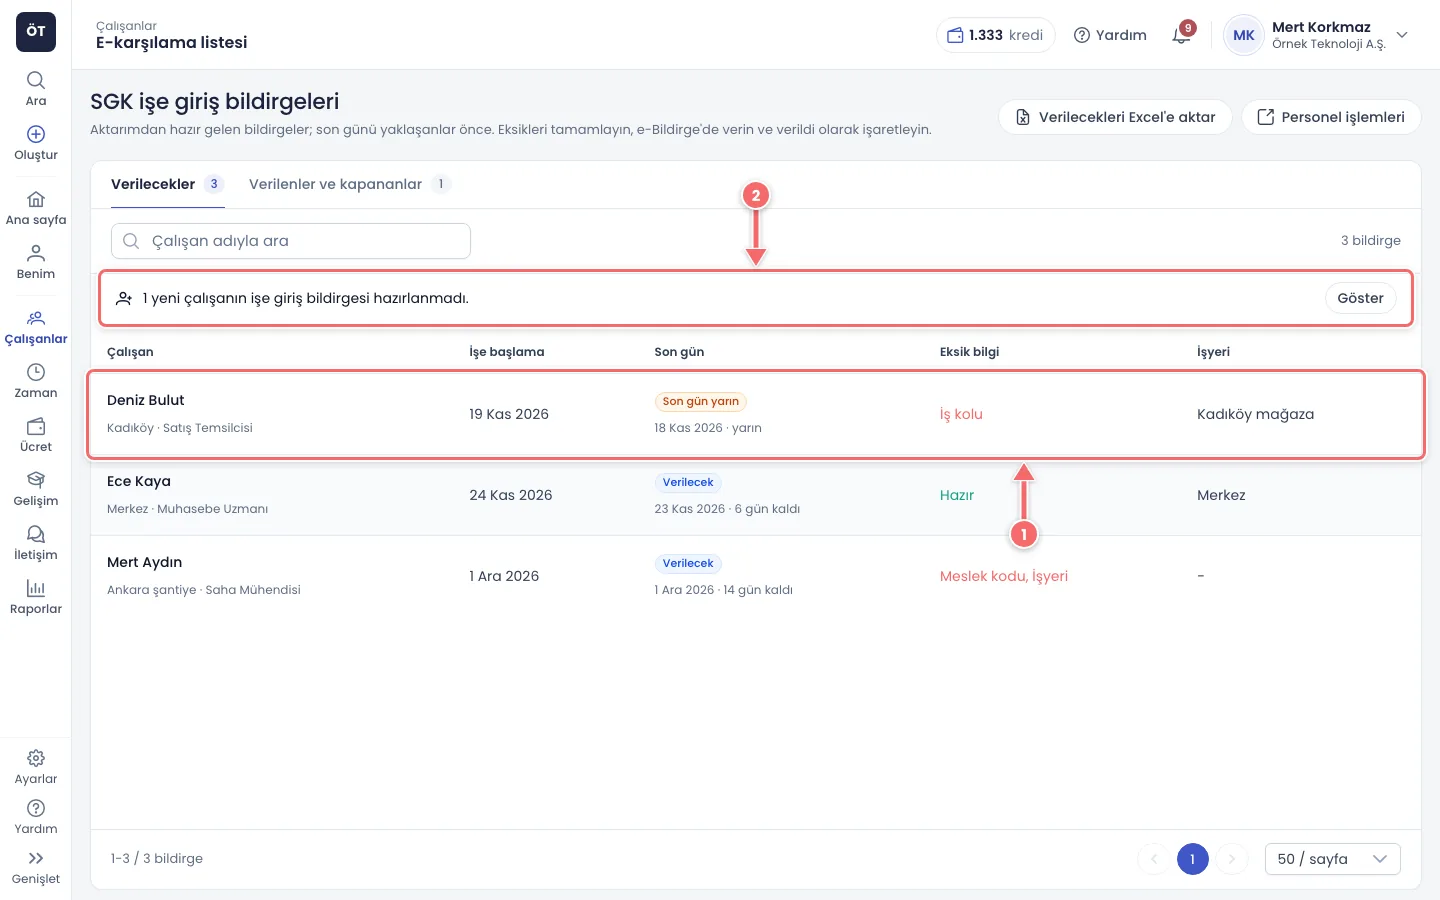 ÖT
Ara
Oluştur
Ana sayfa
Benim
Çalışanlar
Zaman
Ücret
Gelişim
İletişim
Raporlar
Ayarlar
Yardım
Genişlet
Çalışanlar
E-karşılama listesi
1.333 kredi
Yardım
9
MK
Mert Korkmaz
Örnek Teknoloji A.Ş.
SGK işe giriş bildirgeleri
Aktarımdan hazır gelen bildirgeler; son günü yaklaşanlar önce. Eksikleri tamamlayın, e-Bildirge'de verin ve verildi olarak işaretleyin.
Verilecekleri Excel'e aktar
Personel işlemleri
Verilecekler 3
Verilenler ve kapananlar 1
2
Çalışan adıyla ara
3 bildirge
1 yeni çalışanın işe giriş bildirgesi hazırlanmadı.
Göster
Çalışan İşe başlama Son gün Eksik bilgi İşyeri
Deniz Bulut
Kadıköy · Satış Temsilcisi
19 Kas 2026
Son gün yarın
18 Kas 2026 · yarın
İş kolu
Kadıköy mağaza
Ece Kaya
Merkez · Muhasebe Uzmanı
24 Kas 2026
Verilecek
23 Kas 2026 · 6 gün kaldı
Hazır
Merkez
1
Mert Aydın
Ankara şantiye · Saha Mühendisi
1 Ara 2026
Verilecek
1 Ara 2026 · 14 gün kaldı
Meslek kodu, İşyeri
-
1-3 / 3 bildirge
1
50 / sayfa